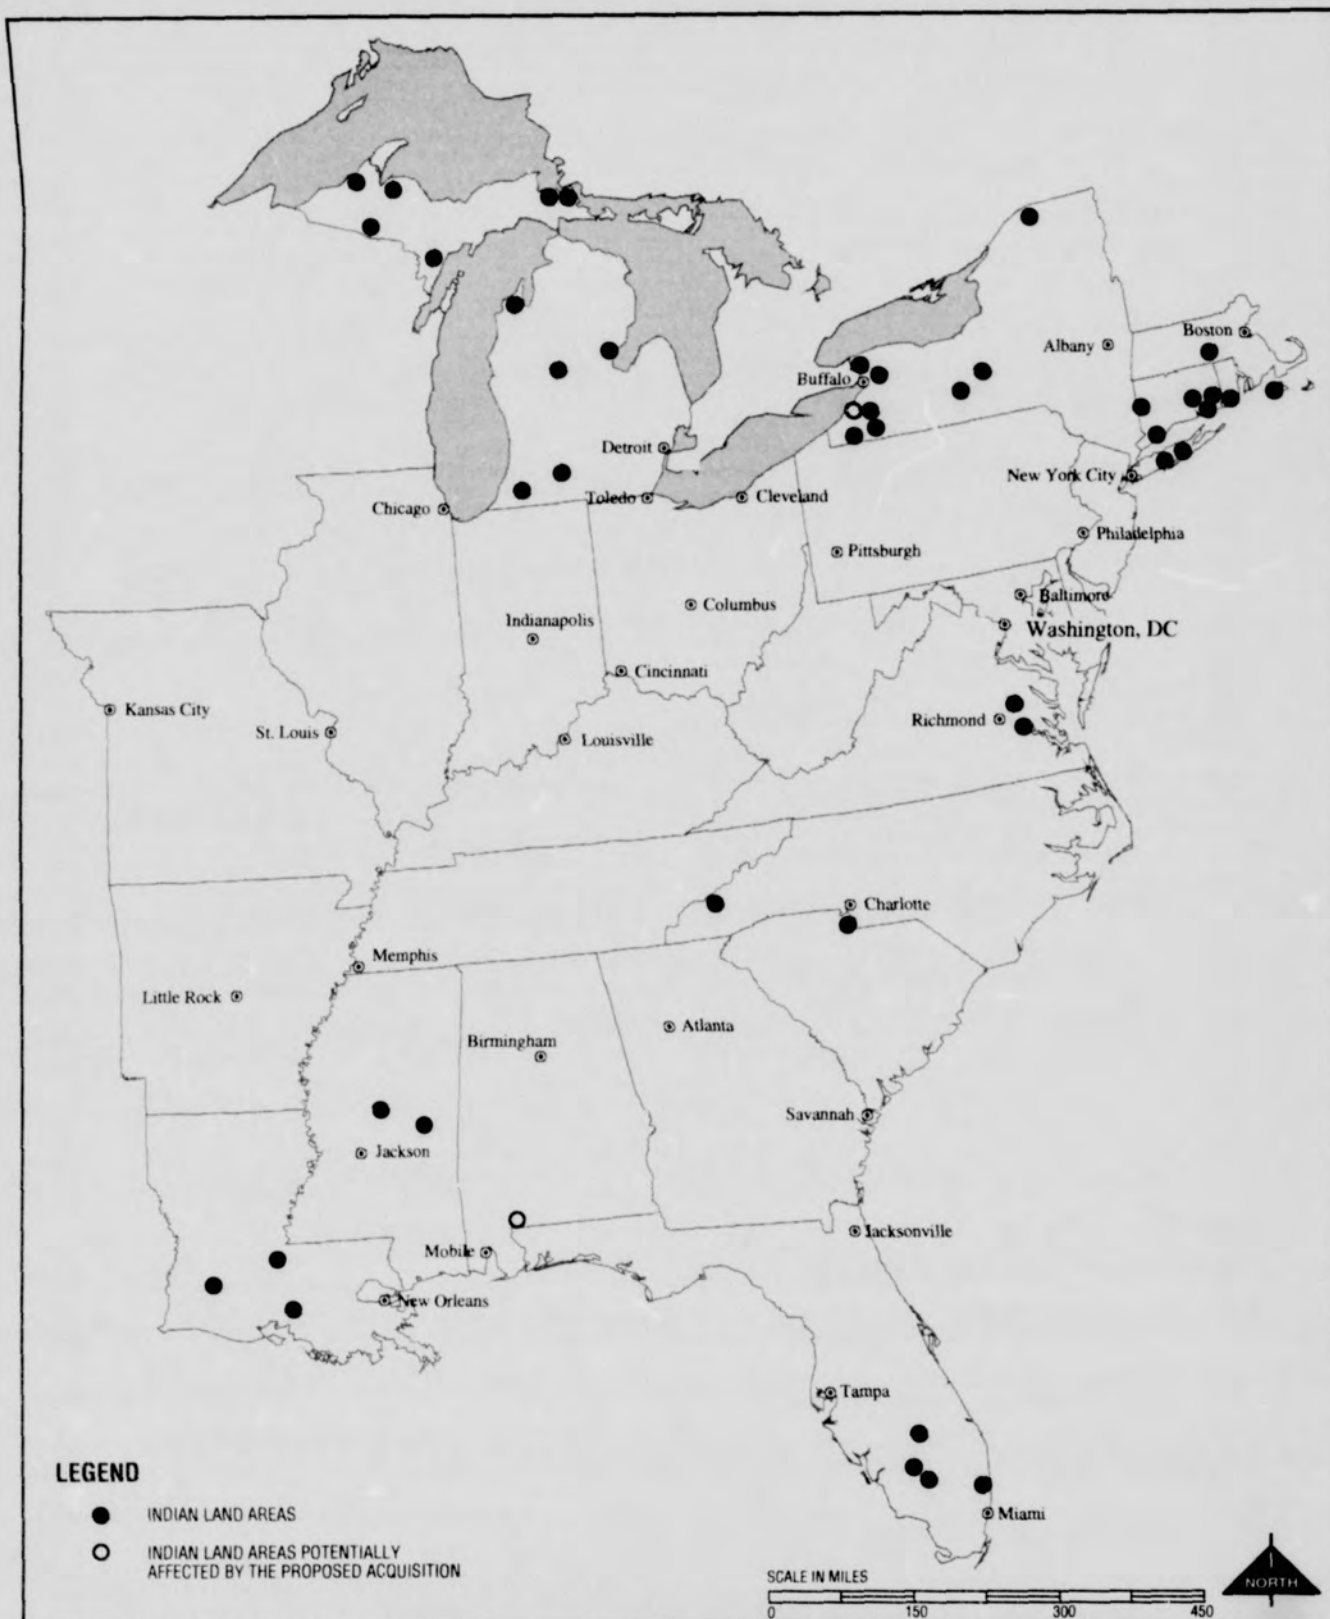 Boston
Albany
Buffalo
Detroit
New York City
Chicago
Toledo
Cleveland
Philadelphia
Pittsburgh
Baltimore
Columbus
Indianapolis
Washington, DC
Cincinnati
Kansas City
Richmond
St. Louis
Louisville
Charlotte
Memphis
Little Rock
Atlanta
Birmingham
Savannah
Jackson
Jacksonville
Mobile
New Orleans
Tampa
LEGEND
INDIAN LAND AREAS
Miami
INDIAN LAND AREAS POTENTIALLY
AFFECTED BY THE PROPOSED ACQUISITION
SCALE IN MILES
NORTH
0 150 300 450